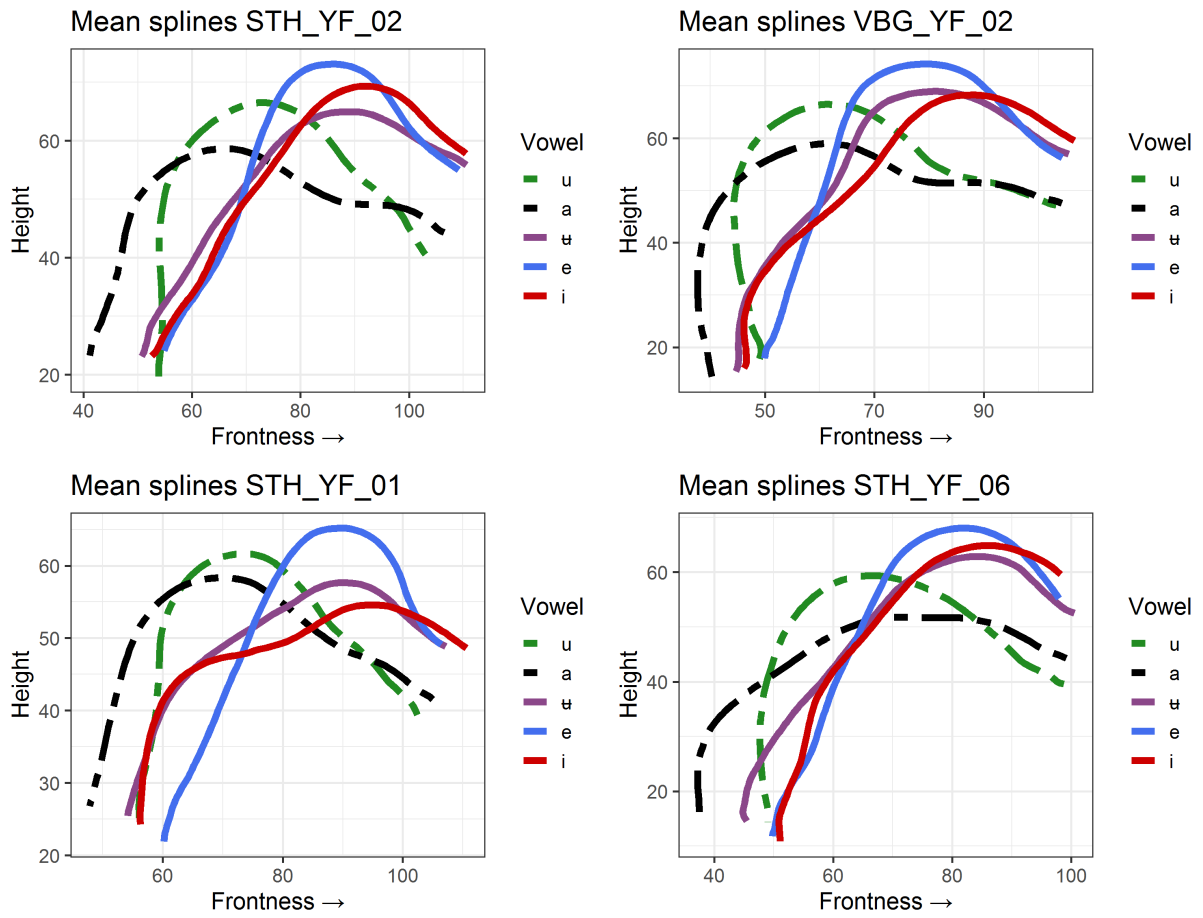 Mean splines STH_YF_02
Height
60
40
20
40
60
80
100
Frontness →
Vowel
u
a
ʉ
e
i
Mean splines VBG_YF_02
Height
60
40
20
50
70
90
Frontness →
Vowel
u
a
ʉ
e
i
Mean splines STH_YF_01
Height
60
50
40
30
20
60
80
100
Frontness →
Vowel
u
a
ʉ
e
i
Mean splines STH_YF_06
Height
60
40
20
40
60
80
100
Frontness →
Vowel
u
a
ʉ
e
i